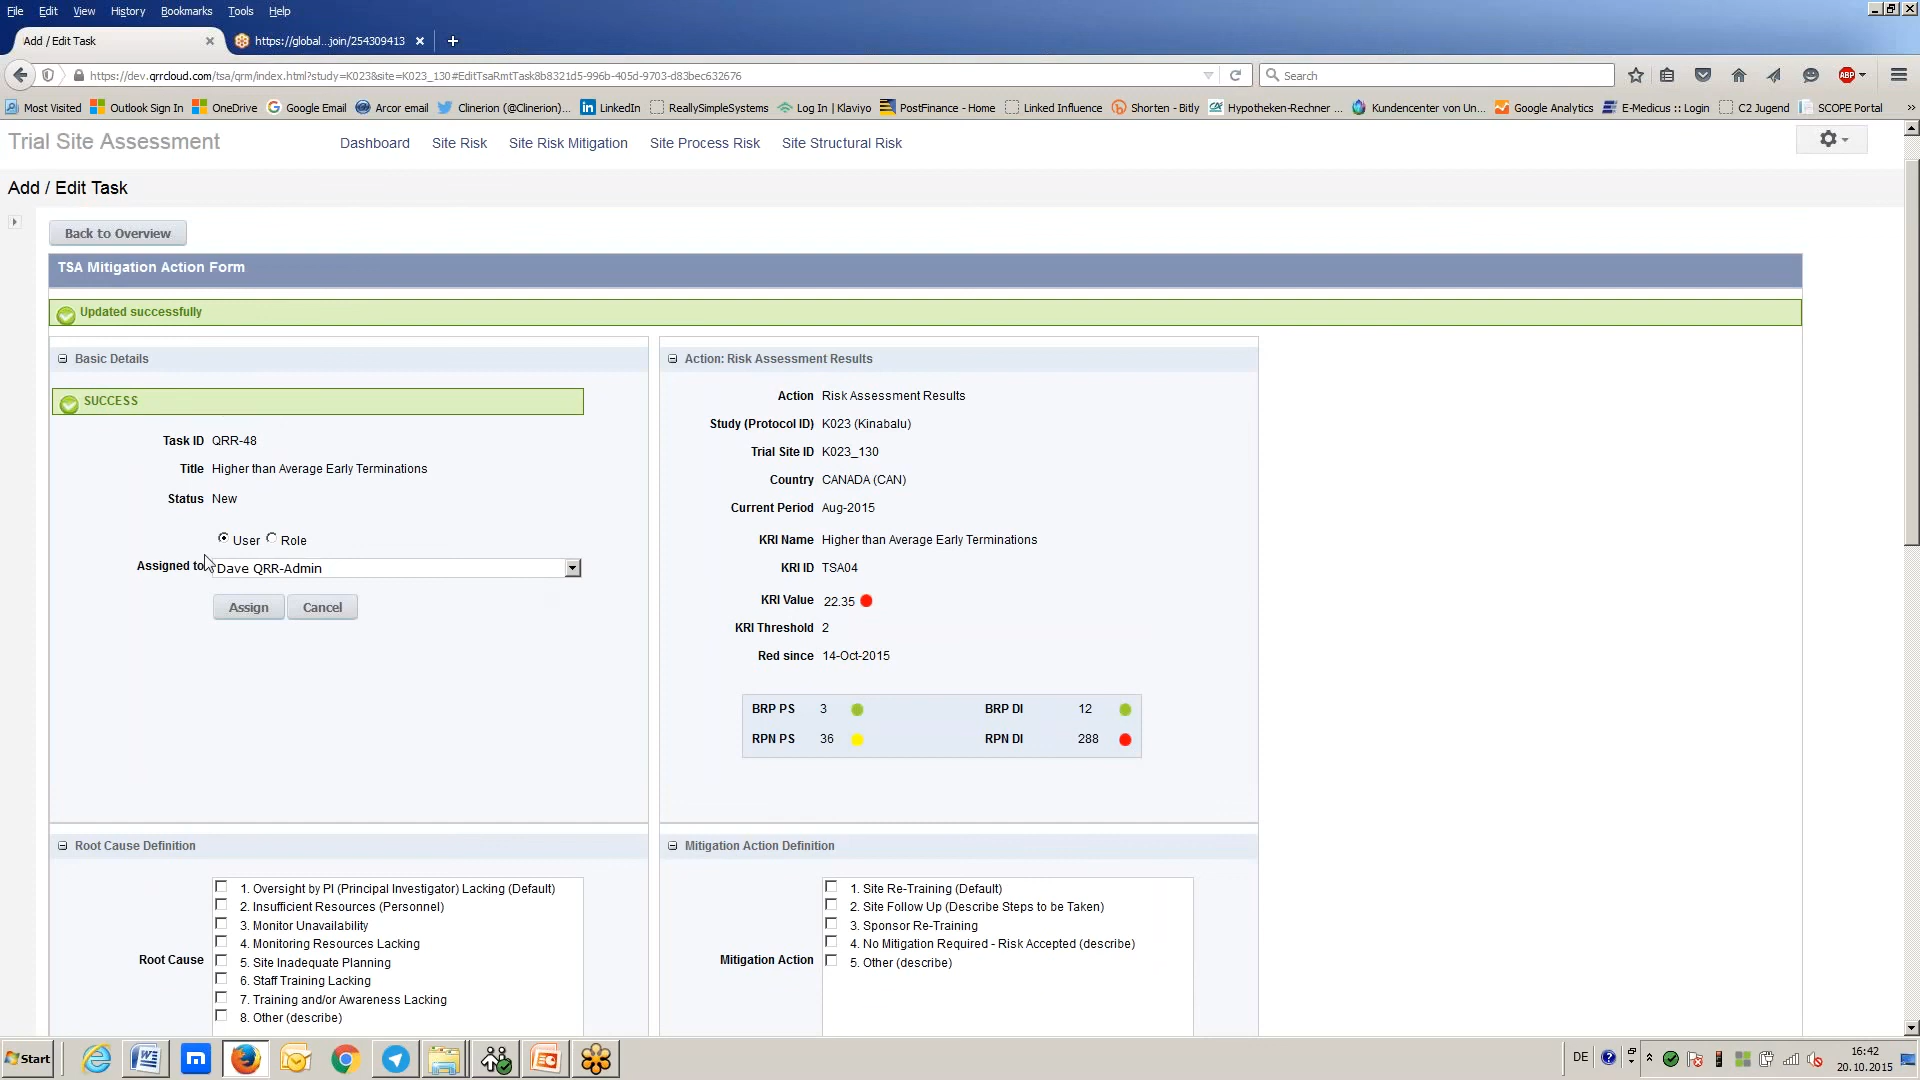 File Edit View History Bookmarks Tools Help
Add / Edit Task × https://global...join/254309413 × +
https://dev.qrrcloud.com/tsa/qrm/index.html?study=K023&site=K023_130#EditTsaRmtTask8b8321d5-996b-405d-9703-d83bec632676 Search ABP
Most Visited Outlook Sign In OneDrive Google Email Arcor email Clinerion (@Clinerion)... LinkedIn ReallySimpleSystems Log In | Klaviyo PostFinance - Home Linked Influence Shorten - Bitly Hypotheken-Rechner ... Kundencenter von Un... Google Analytics E-Medicus :: Login C2 Jugend SCOPE Portal »
Trial Site Assessment Dashboard Site Risk Site Risk Mitigation Site Process Risk Site Structural Risk
Add / Edit Task
Back to Overview
TSA Mitigation Action Form
Updated successfully
Basic Details
SUCCESS
Task ID QRR-48
Title Higher than Average Early Terminations
Status New
User Role
Assigned to Dave QRR-Admin
Assign Cancel
Action: Risk Assessment Results
Action Risk Assessment Results
Study (Protocol ID) K023 (Kinabalu)
Trial Site ID K023_130
Country CANADA (CAN)
Current Period Aug-2015
KRI Name Higher than Average Early Terminations
KRI ID TSA04
KRI Value 22.35
KRI Threshold 2
Red since 14-Oct-2015
BRP PS 3 BRP DI 12
RPN PS 36 RPN DI 288
Root Cause Definition
Root Cause
1. Oversight by PI (Principal Investigator) Lacking (Default)
2. Insufficient Resources (Personnel)
3. Monitor Unavailability
4. Monitoring Resources Lacking
5. Site Inadequate Planning
6. Staff Training Lacking
7. Training and/or Awareness Lacking
8. Other (describe)
Mitigation Action Definition
Mitigation Action
1. Site Re-Training (Default)
2. Site Follow Up (Describe Steps to be Taken)
3. Sponsor Re-Training
4. No Mitigation Required - Risk Accepted (describe)
5. Other (describe)
Start DE 16:42
20.10.2015